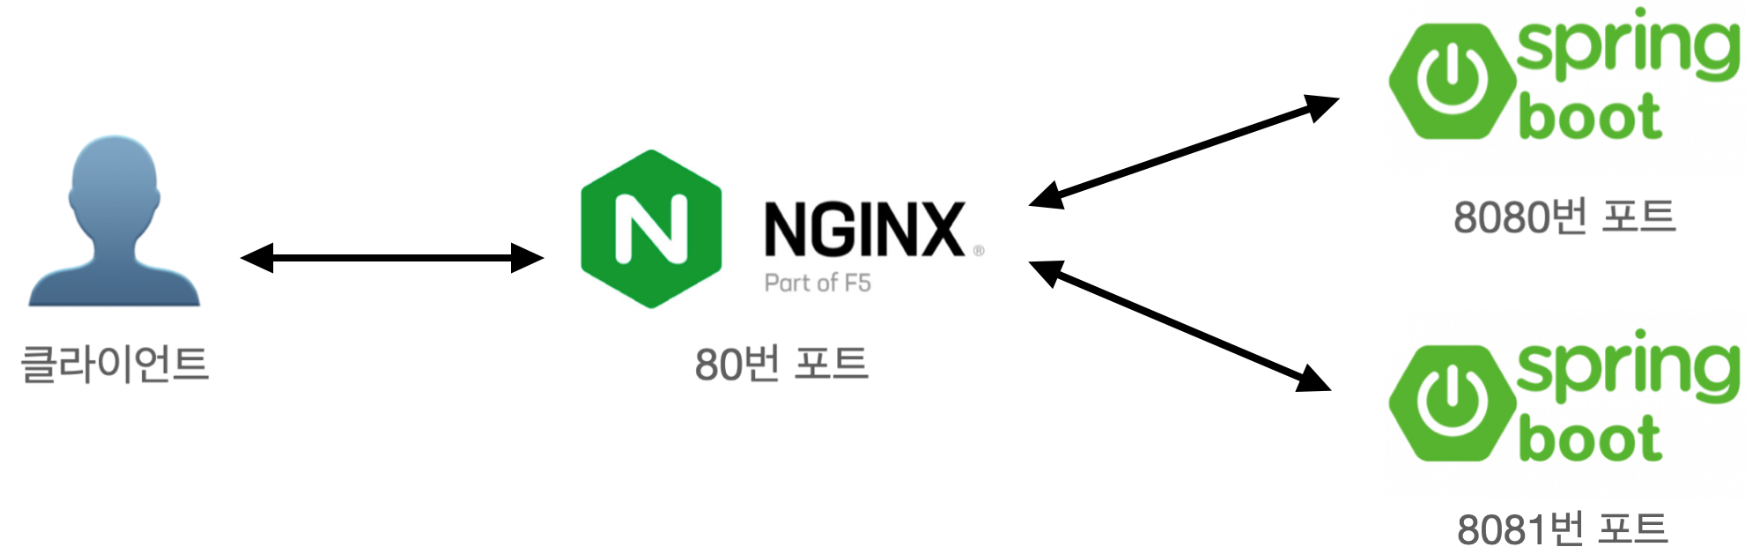 클라이언트
NGINX ®
Part of F5
80번 포트
spring
boot
8080번 포트
spring
boot
8081번 포트